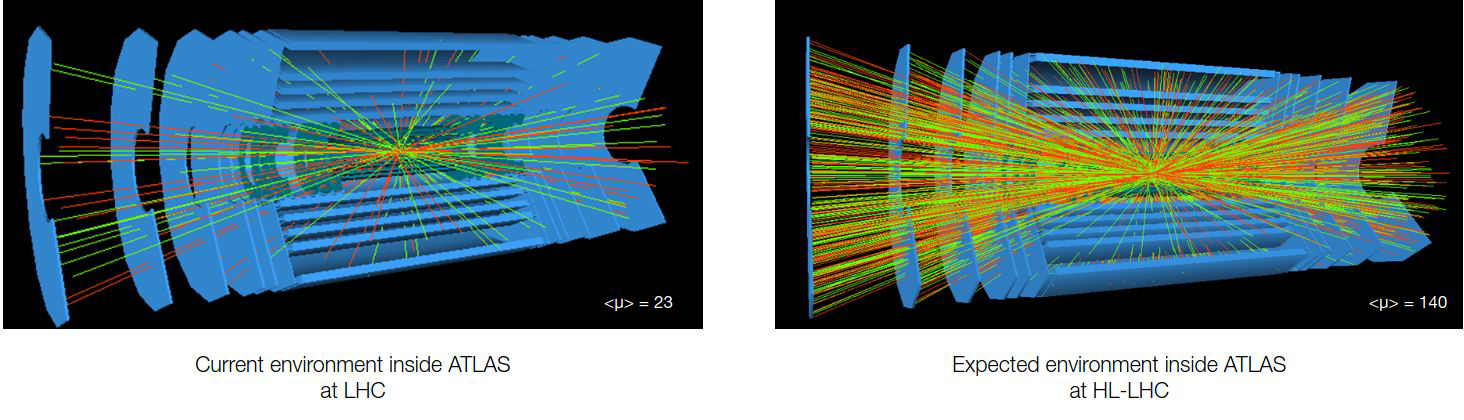 <μ> = 23
<μ> = 140
Current environment inside ATLAS
at LHC
Expected environment inside ATLAS
at HL-LHC